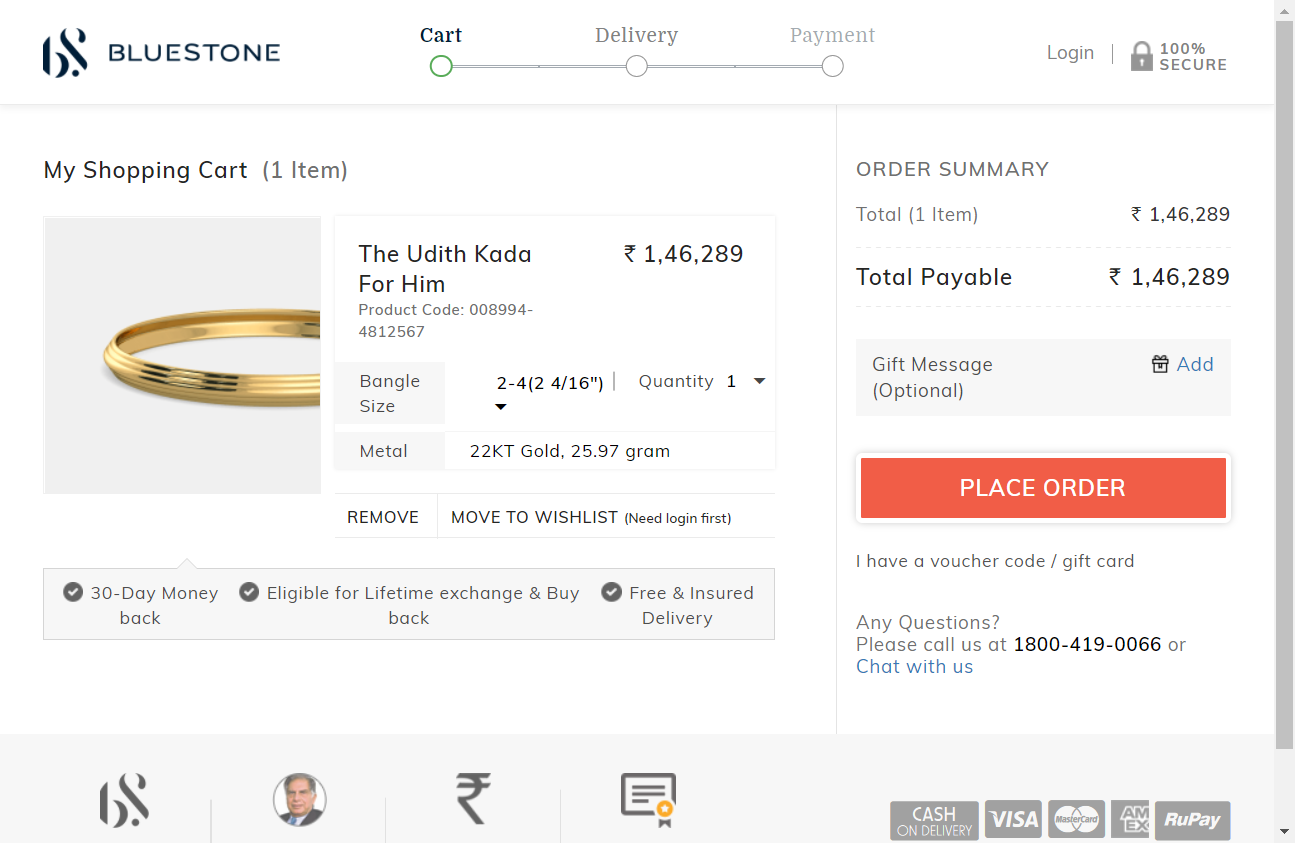 BLUESTONE
Cart
Delivery
Payment
Login
100%
SECURE
My Shopping Cart (1 Item)
The Udith Kada
For Him
₹ 1,46,289
Product Code: 008994-
4812567
Bangle
Size
2-4(2 4/16")
Quantity 1
Metal
22KT Gold, 25.97 gram
REMOVE
MOVE TO WISHLIST (Need login first)
30-Day Money
back
Eligible for Lifetime exchange & Buy
back
Free & Insured
Delivery
ORDER SUMMARY
Total (1 Item) ₹ 1,46,289
Total Payable ₹ 1,46,289
Gift Message
(Optional)
Add
PLACE ORDER
I have a voucher code / gift card
Any Questions?
Please call us at 1800-419-0066 or
Chat with us
₹
CASH
ON DELIVERY
VISA
MasterCard
AM
EX
RuPay